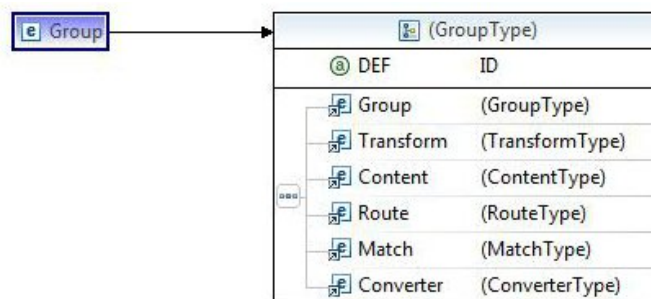 e Group
(GroupType)
a DEF ID
e Group (GroupType)
e Transform (TransformType)
e Content (ContentType)
e Route (RouteType)
e Match (MatchType)
e Converter (ConverterType)